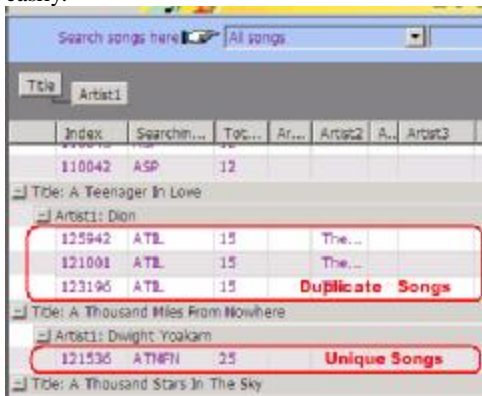 easily.
Search songs here All songs
Title
Artist1
Index Searchin... Tot... Ar... Artist2 A.. Artist3
110042 ASP 12
Title: A Teenager In Love
Artist1: Dion
125942 ATIL 15 The...
121001 ATIL 15 The...
123196 ATIL 15 Duplicate Songs
Title: A Thousand Miles From Nowhere
Artist1: Dwight Yoakam
121536 ATMFN 25 Unique Songs
Title: A Thousand Stars In The Sky